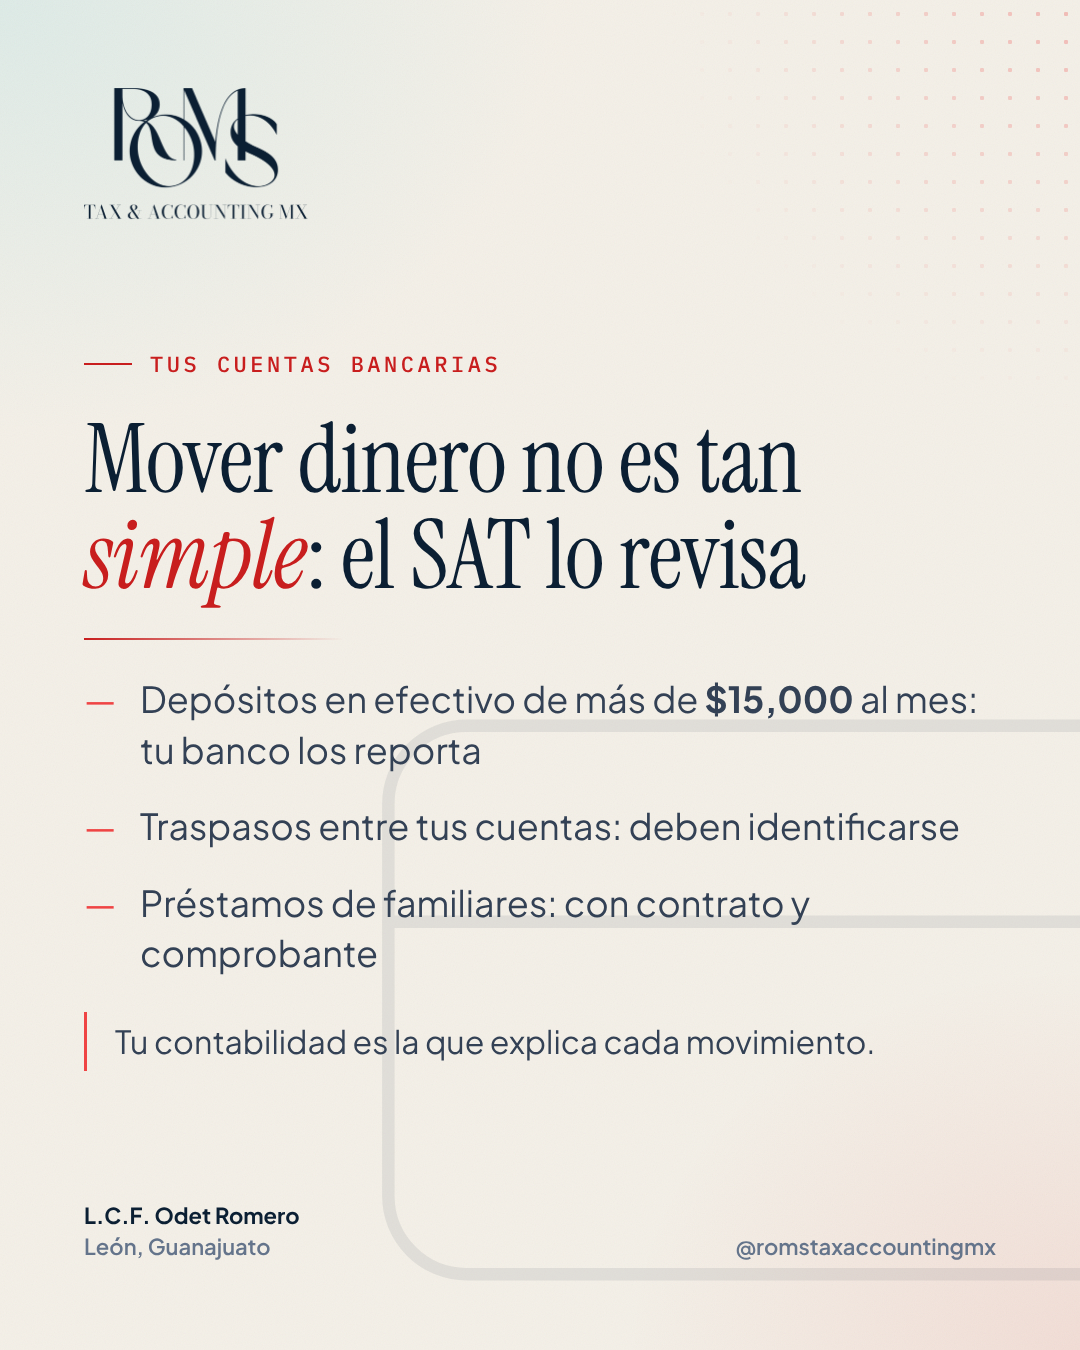 ROMS
TAX & ACCOUNTING MX
TUS CUENTAS BANCARIAS
Mover dinero no es tan
simple: el SAT lo revisa
— Depósitos en efectivo de más de $15,000 al mes:
tu banco los reporta
— Traspasos entre tus cuentas: deben identificarse
— Préstamos de familiares: con contrato y
comprobante
Tu contabilidad es la que explica cada movimiento.
L.C.F. Odet Romero
León, Guanajuato
@romstaxaccountingmx